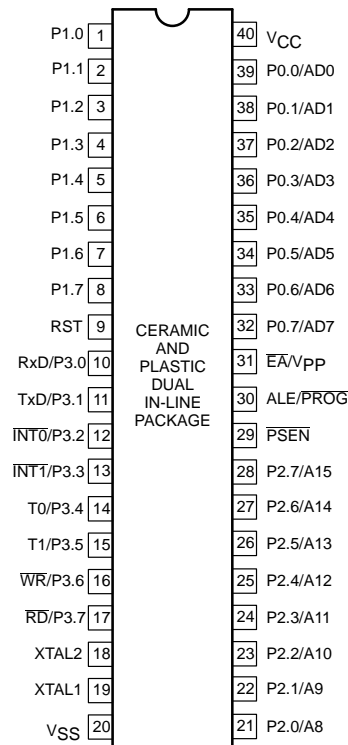 P1.0 1 40 VCC
P1.1 2 39 P0.0/AD0
P1.2 3 38 P0.1/AD1
P1.3 4 37 P0.2/AD2
P1.4 5 36 P0.3/AD3
P1.5 6 35 P0.4/AD4
P1.6 7 34 P0.5/AD5
P1.7 8 33 P0.6/AD6
RST 9 32 P0.7/AD7
CERAMIC
AND
PLASTIC
DUAL
IN-LINE
PACKAGE
RxD/P3.0 10 31 E̅A̅/VPP
TxD/P3.1 11 30 ALE/P̅R̅O̅G̅
I̅N̅T̅0̅/P3.2 12 29 P̅S̅E̅N̅
I̅N̅T̅1̅/P3.3 13 28 P2.7/A15
T0/P3.4 14 27 P2.6/A14
T1/P3.5 15 26 P2.5/A13
W̅R̅/P3.6 16 25 P2.4/A12
R̅D̅/P3.7 17 24 P2.3/A11
XTAL2 18 23 P2.2/A10
XTAL1 19 22 P2.1/A9
VSS 20 21 P2.0/A8